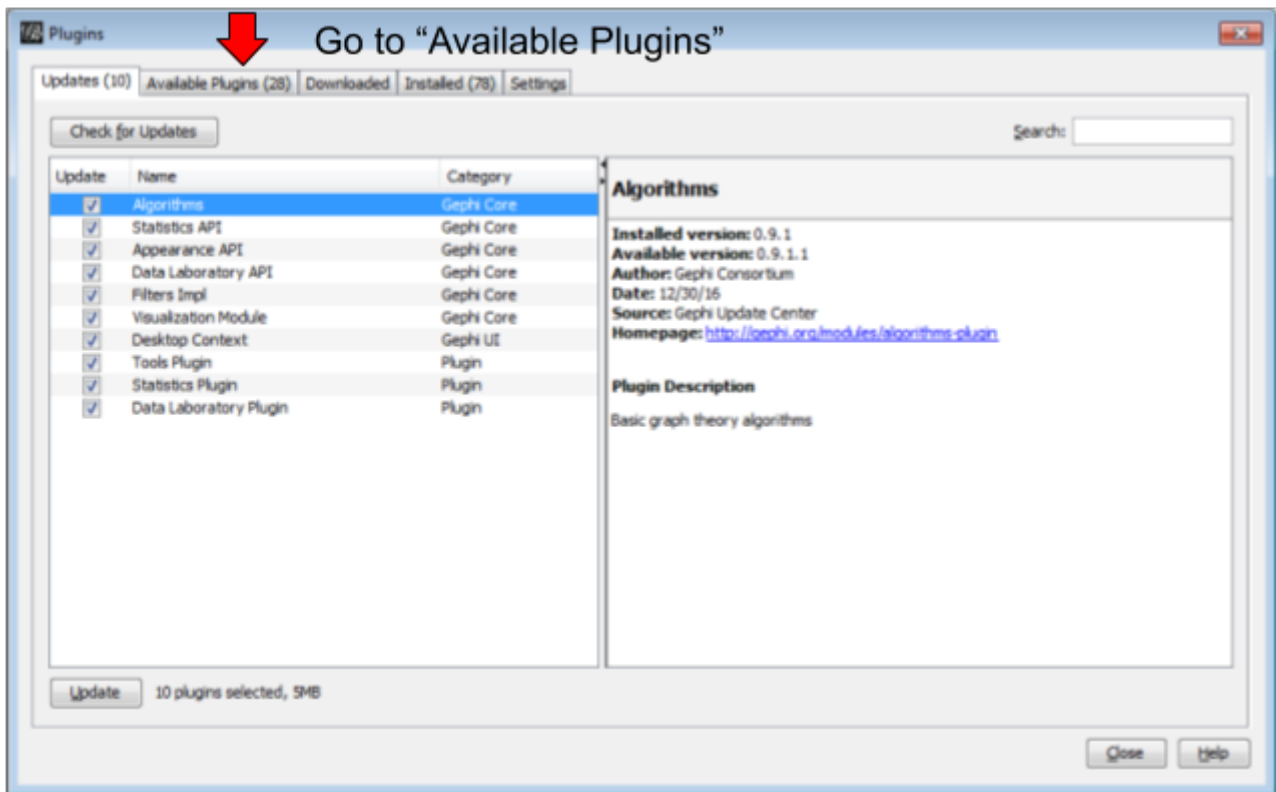 Plugins
Go to “Available Plugins”
Updates (10) Available Plugins (28) Downloaded Installed (78) Settings
Check for Updates
Search:
Update Name Category
Algorithms Gephi Core
Statistics API Gephi Core
Appearance API Gephi Core
Data Laboratory API Gephi Core
Filters Impl Gephi Core
Visualization Module Gephi Core
Desktop Context Gephi UI
Tools Plugin Plugin
Statistics Plugin Plugin
Data Laboratory Plugin Plugin
Algorithms
Installed version: 0.9.1
Available version: 0.9.1.1
Author: Gephi Consortium
Date: 12/30/16
Source: Gephi Update Center
Homepage: http://gephi.org/modules/algorithms-plugin
Plugin Description
Basic graph theory algorithms
Update 10 plugins selected, 5MB
Close Help